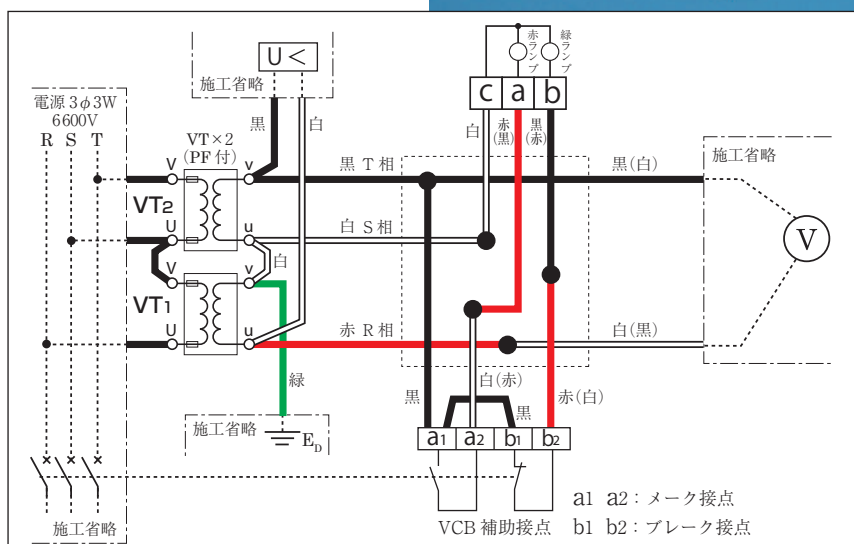 施工省略
U<
電源 3φ3W
6600V
R S T
VT×2
(PF付)
黒
白
赤ランプ
緑ランプ
c a b
白
赤(黒)
黒(赤)
V
v
黒 T 相
黒(白)
施工省略
VT2
U
u
白 S 相
V
V
v
白
VT1
U
u
赤 R 相
白(黒)
緑
白(赤)
黒
黒
赤(白)
施工省略
ED
a1 a2 b1 b2
施工省略
VCB 補助接点
a1 a2:メーク接点
b1 b2:ブレーク接点